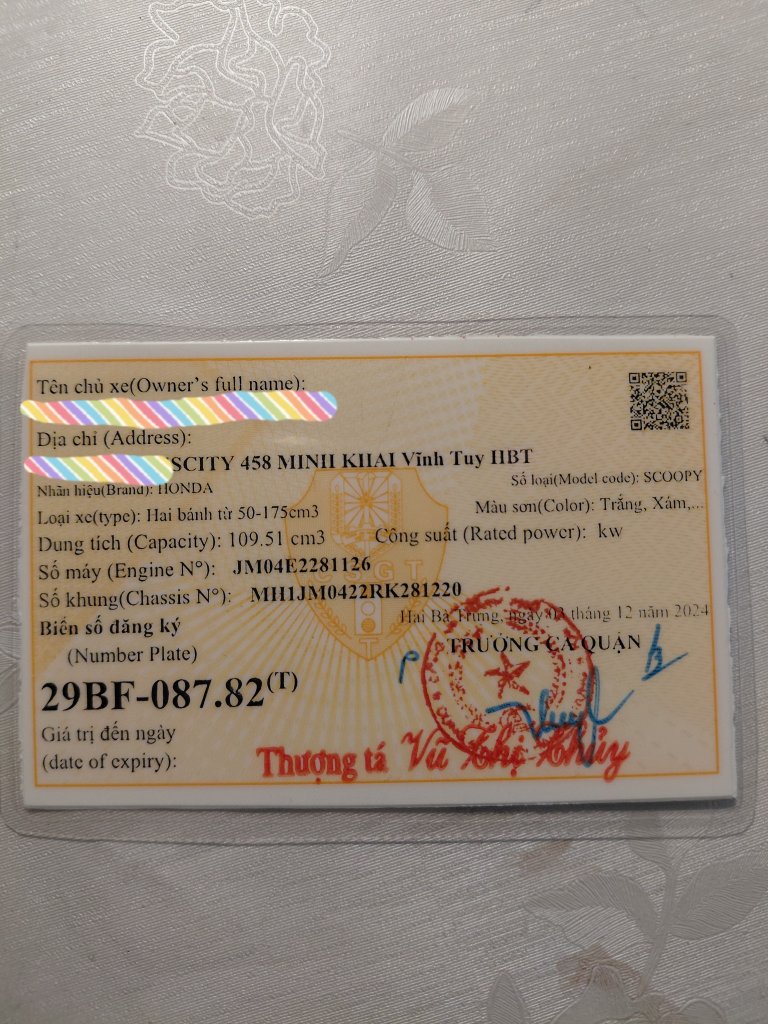 Tên chủ xe(Owner's full name):
Địa chỉ (Address):
SCITY 458 MINH KHAI Vĩnh Tuy HBT
Nhãn hiệu(Brand): HONDA
Số loại(Model code): SCOOPY
Loại xe(type): Hai bánh từ 50-175cm3
Màu sơn(Color): Trắng, Xám,...
Dung tích (Capacity): 109.51 cm3
Công suất (Rated power): kw
Số máy (Engine N°): JM04E2281126
Số khung(Chassis N°): MH1JM0422RK281220
Hai Bà Trưng, ngày 03 tháng 12 năm 2024
Biển số đăng ký
TRƯỞNG CA QUẬN
(Number Plate)
29BF-087.82(T)
Giá trị đến ngày
(date of expiry):
Thượng tá Vũ Thị Thủy
CSGT